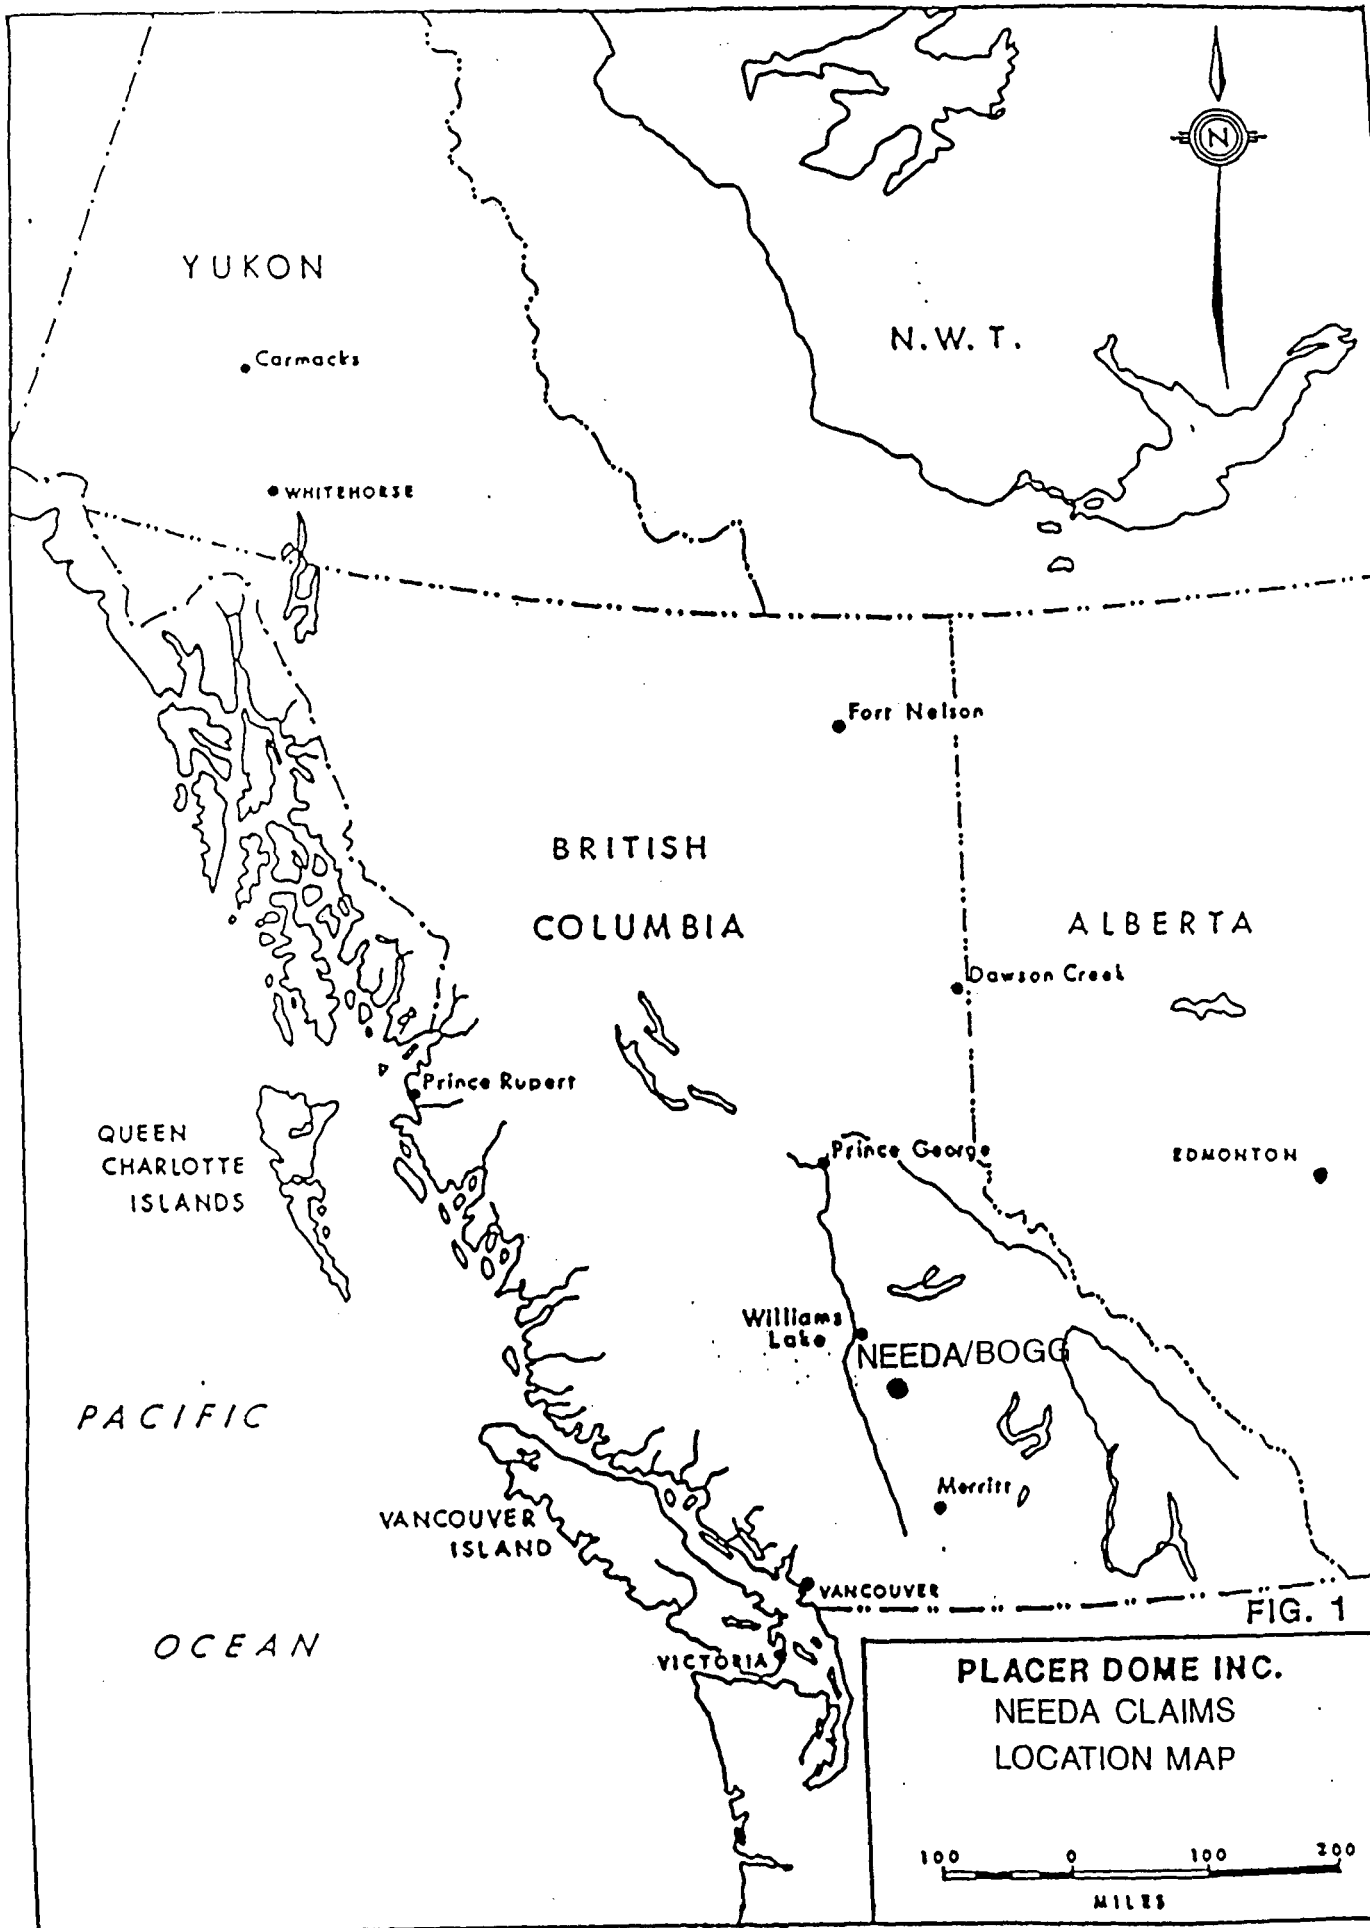 N
YUKON
N.W.T.
Carmacks
WHITEHORSE
Fort Nelson
BRITISH
COLUMBIA
ALBERTA
Dawson Creek
Prince Rupert
QUEEN
CHARLOTTE
ISLANDS
Prince George
EDMONTON
Williams
Lake
NEEDA/BOGG
PACIFIC
Merritt
VANCOUVER
ISLAND
VANCOUVER
FIG. 1
OCEAN
VICTORIA
PLACER DOME INC.
NEEDA CLAIMS
LOCATION MAP
100 0 100 200
MILES